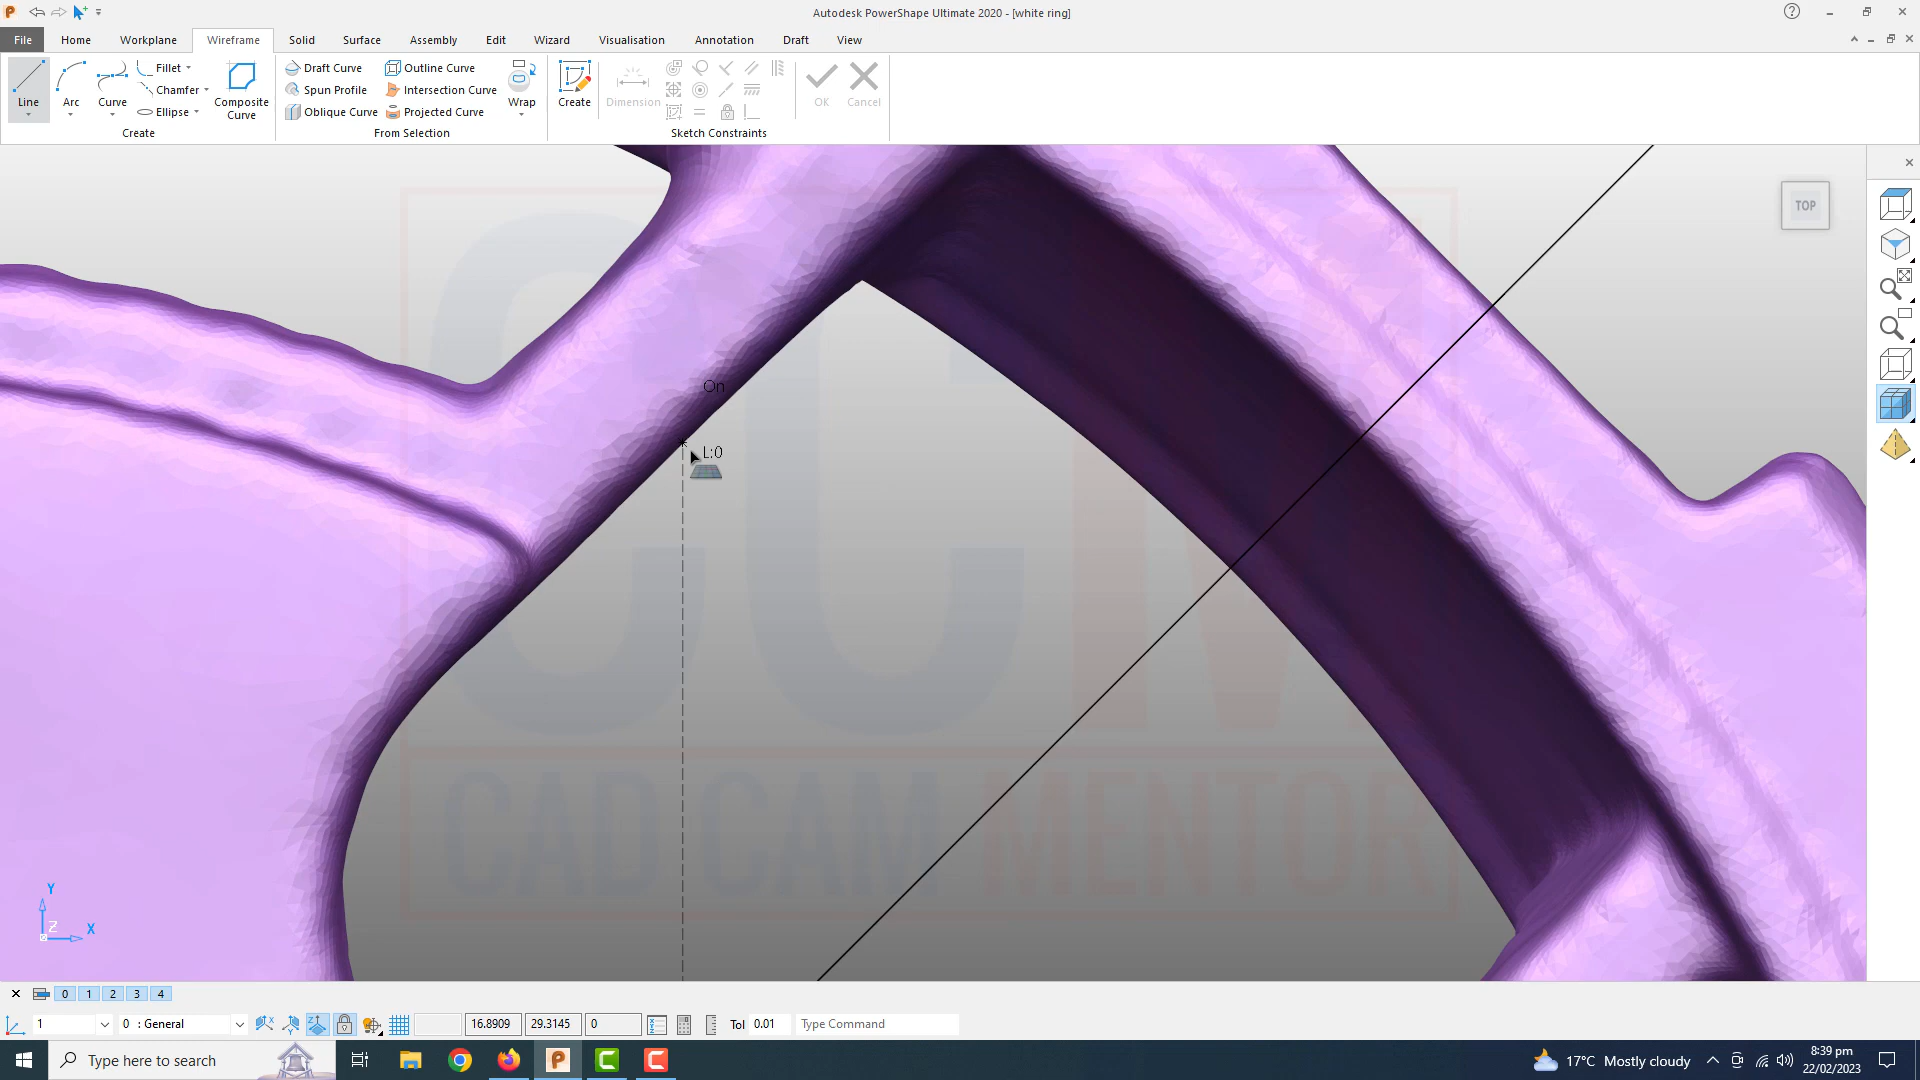 Autodesk PowerShape Ultimate 2020 - [white ring]
File Home Workplane Wireframe Solid Surface Assembly Edit Wizard Visualisation Annotation Draft View
Line Arc Curve Fillet Chamfer Ellipse Composite Curve
Draft Curve Outline Curve
Spun Profile Intersection Curve
Oblique Curve Projected Curve
Wrap Create Dimension OK Cancel
Create From Selection Sketch Constraints
TOP
On
L:0
CCM
CAD CAM MENTOR
Y
Z X
0 1 2 3 4
1 0 : General 16.8909 29.3145 0 Tol 0.01 Type Command
Type here to search
17°C Mostly cloudy
8:39 pm
22/02/2023